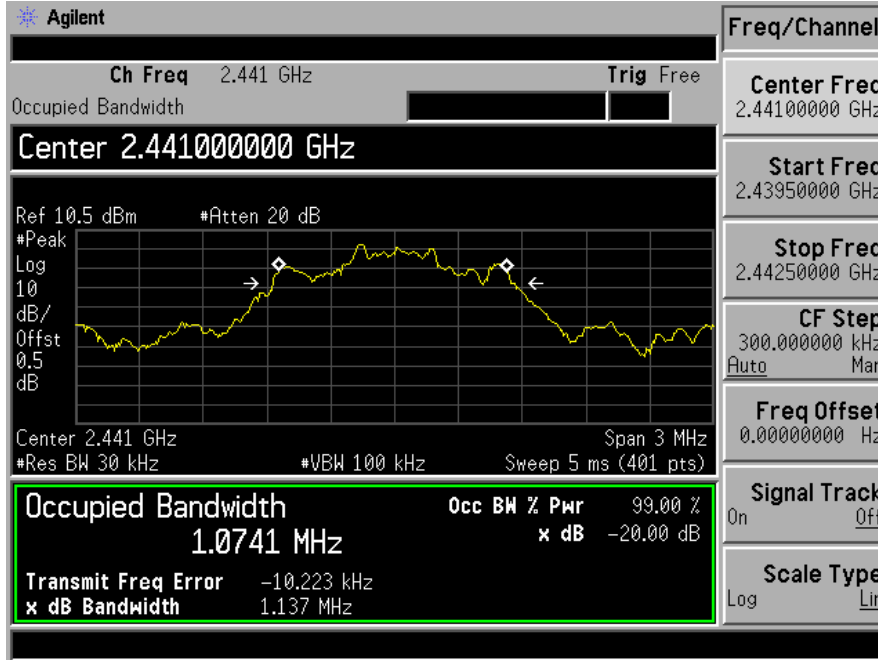 Agilent
Freq/Channel
Ch Freq 2.441 GHz Trig Free
Occupied Bandwidth
Center 2.441000000 GHz
Ref 10.5 dBm #Atten 20 dB
#Peak
Log
10
dB/
Offst
0.5
dB
Center 2.441 GHz Span 3 MHz
#Res BW 30 kHz #VBW 100 kHz Sweep 5 ms (401 pts)
Occupied Bandwidth
1.0741 MHz
Occ BW % Pwr 99.00 %
x dB -20.00 dB
Transmit Freq Error -10.223 kHz
x dB Bandwidth 1.137 MHz
Center Freq
2.44100000 GHz
Start Freq
2.43950000 GHz
Stop Freq
2.44250000 GHz
CF Step
300.000000 kHz
Auto Man
Freq Offset
0.00000000 Hz
Signal Track
On Off
Scale Type
Log Lin